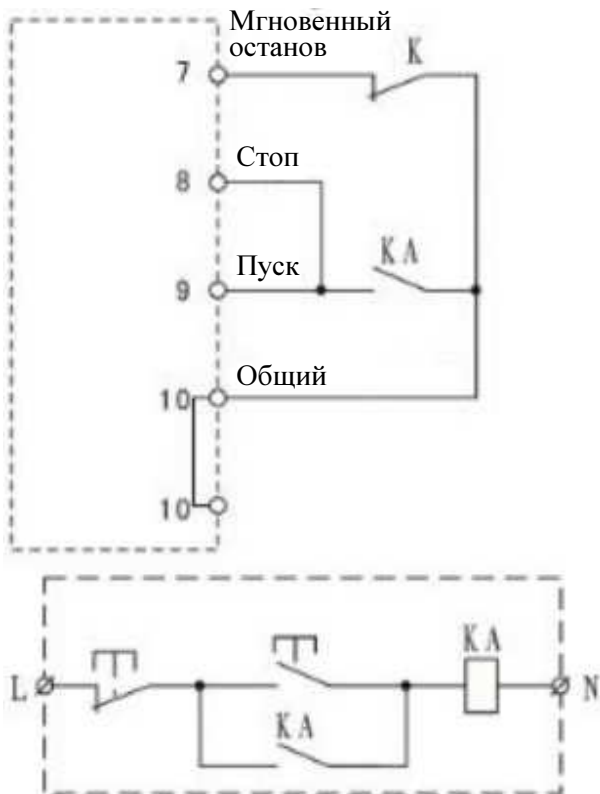 Мгновенный
останов
7
K
Стоп
8
KA
Пуск
9
Общий
10
10
KA
L
N
KA